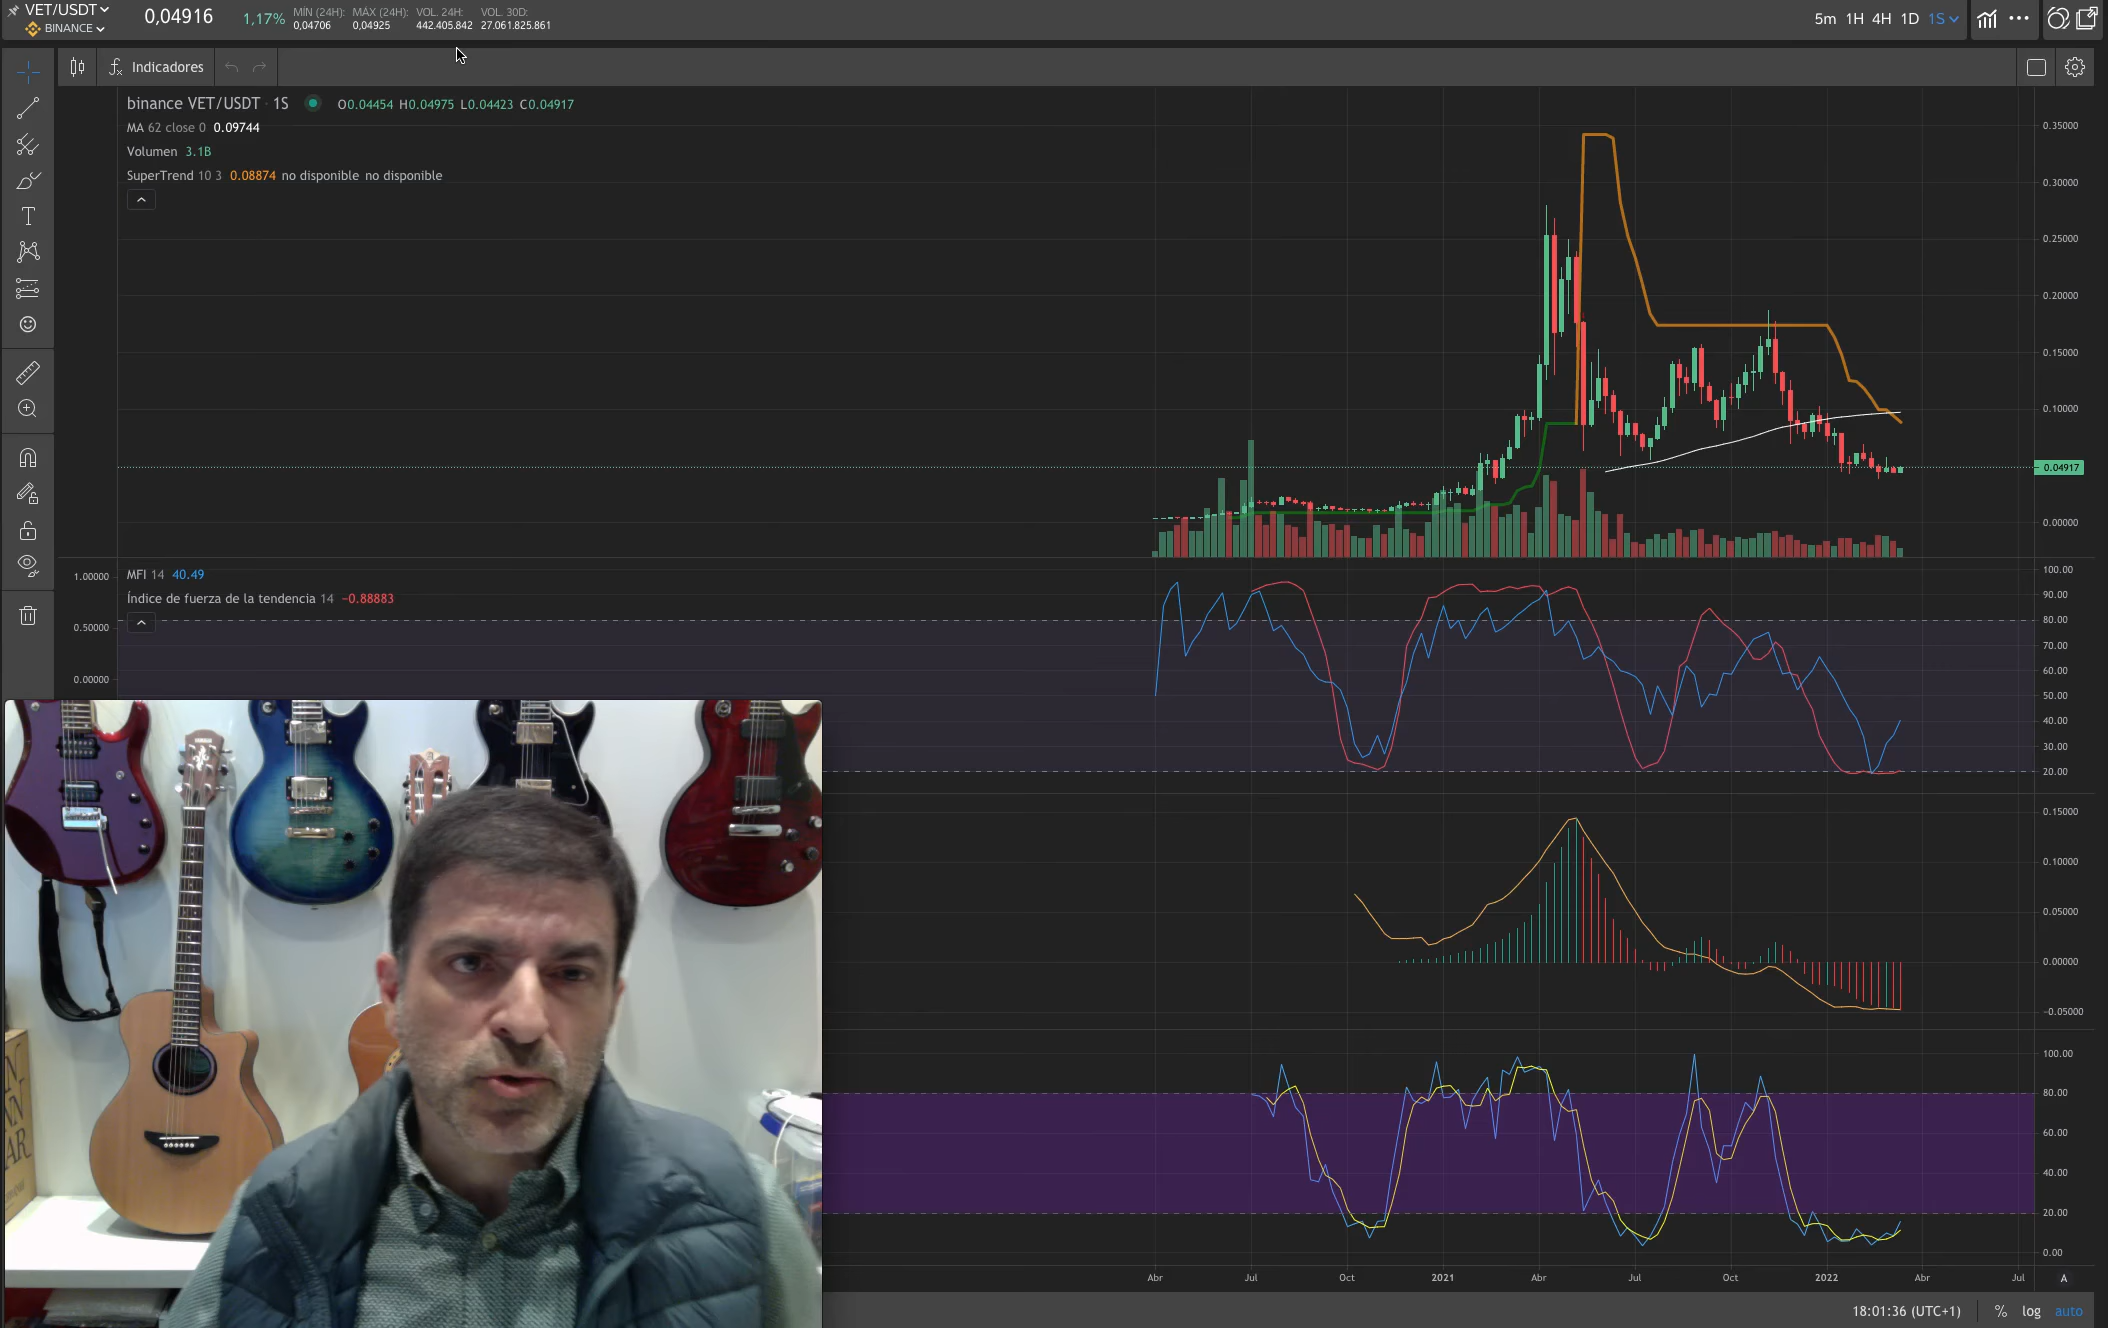 VET/USDT
BINANCE
0,04916
1,17%
MÍN (24H): MÁX (24H): VOL. 24H: VOL. 30D:
0,04706 0,04925 442.405.842 27.061.825.861
5m 1H 4H 1D 1S
Indicadores
binance VET/USDT · 1S O0.04454 H0.04975 L0.04423 C0.04917
MA 62 close 0 0.09744
Volumen 3.1B
SuperTrend 10 3 0.08874 no disponible no disponible
0.35000
0.30000
0.25000
0.20000
0.15000
0.10000
0.04917
0.00000
MFI 14 40.49
Índice de fuerza de la tendencia 14 −0.88883
1.00000
0.50000
0.00000
100.00
90.00
80.00
70.00
60.00
50.00
40.00
30.00
20.00
0.15000
0.10000
0.05000
0.00000
−0.05000
100.00
80.00
60.00
40.00
20.00
0.00
Abr Jul Oct 2021 Abr Jul Oct 2022 Abr Jul A
18:01:36 (UTC+1) % log auto
YAMAHA